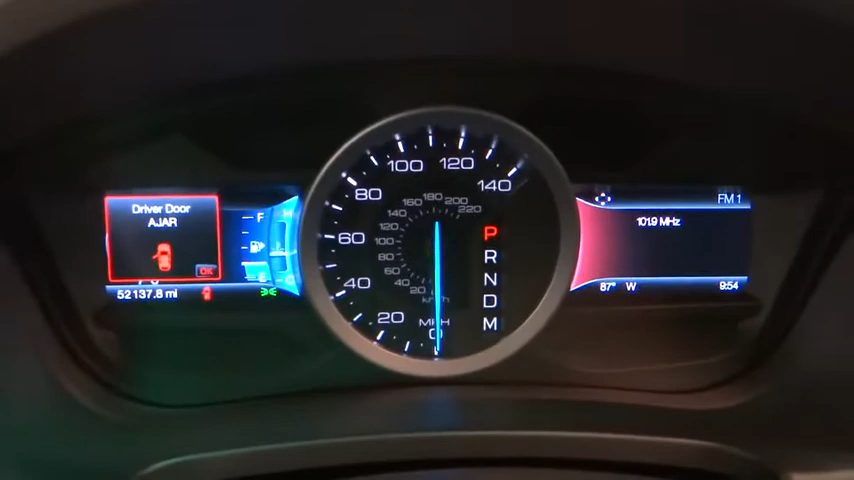 Driver Door
AJAR
OK
52137.8 mi
F
E
H
100
120
80
140
60
40
20
MPH
0
180
160
200
140
220
120
100
80
60
40
20
km/h
P
R
N
D
M
FM1
101.9 MHz
87° W
9:54